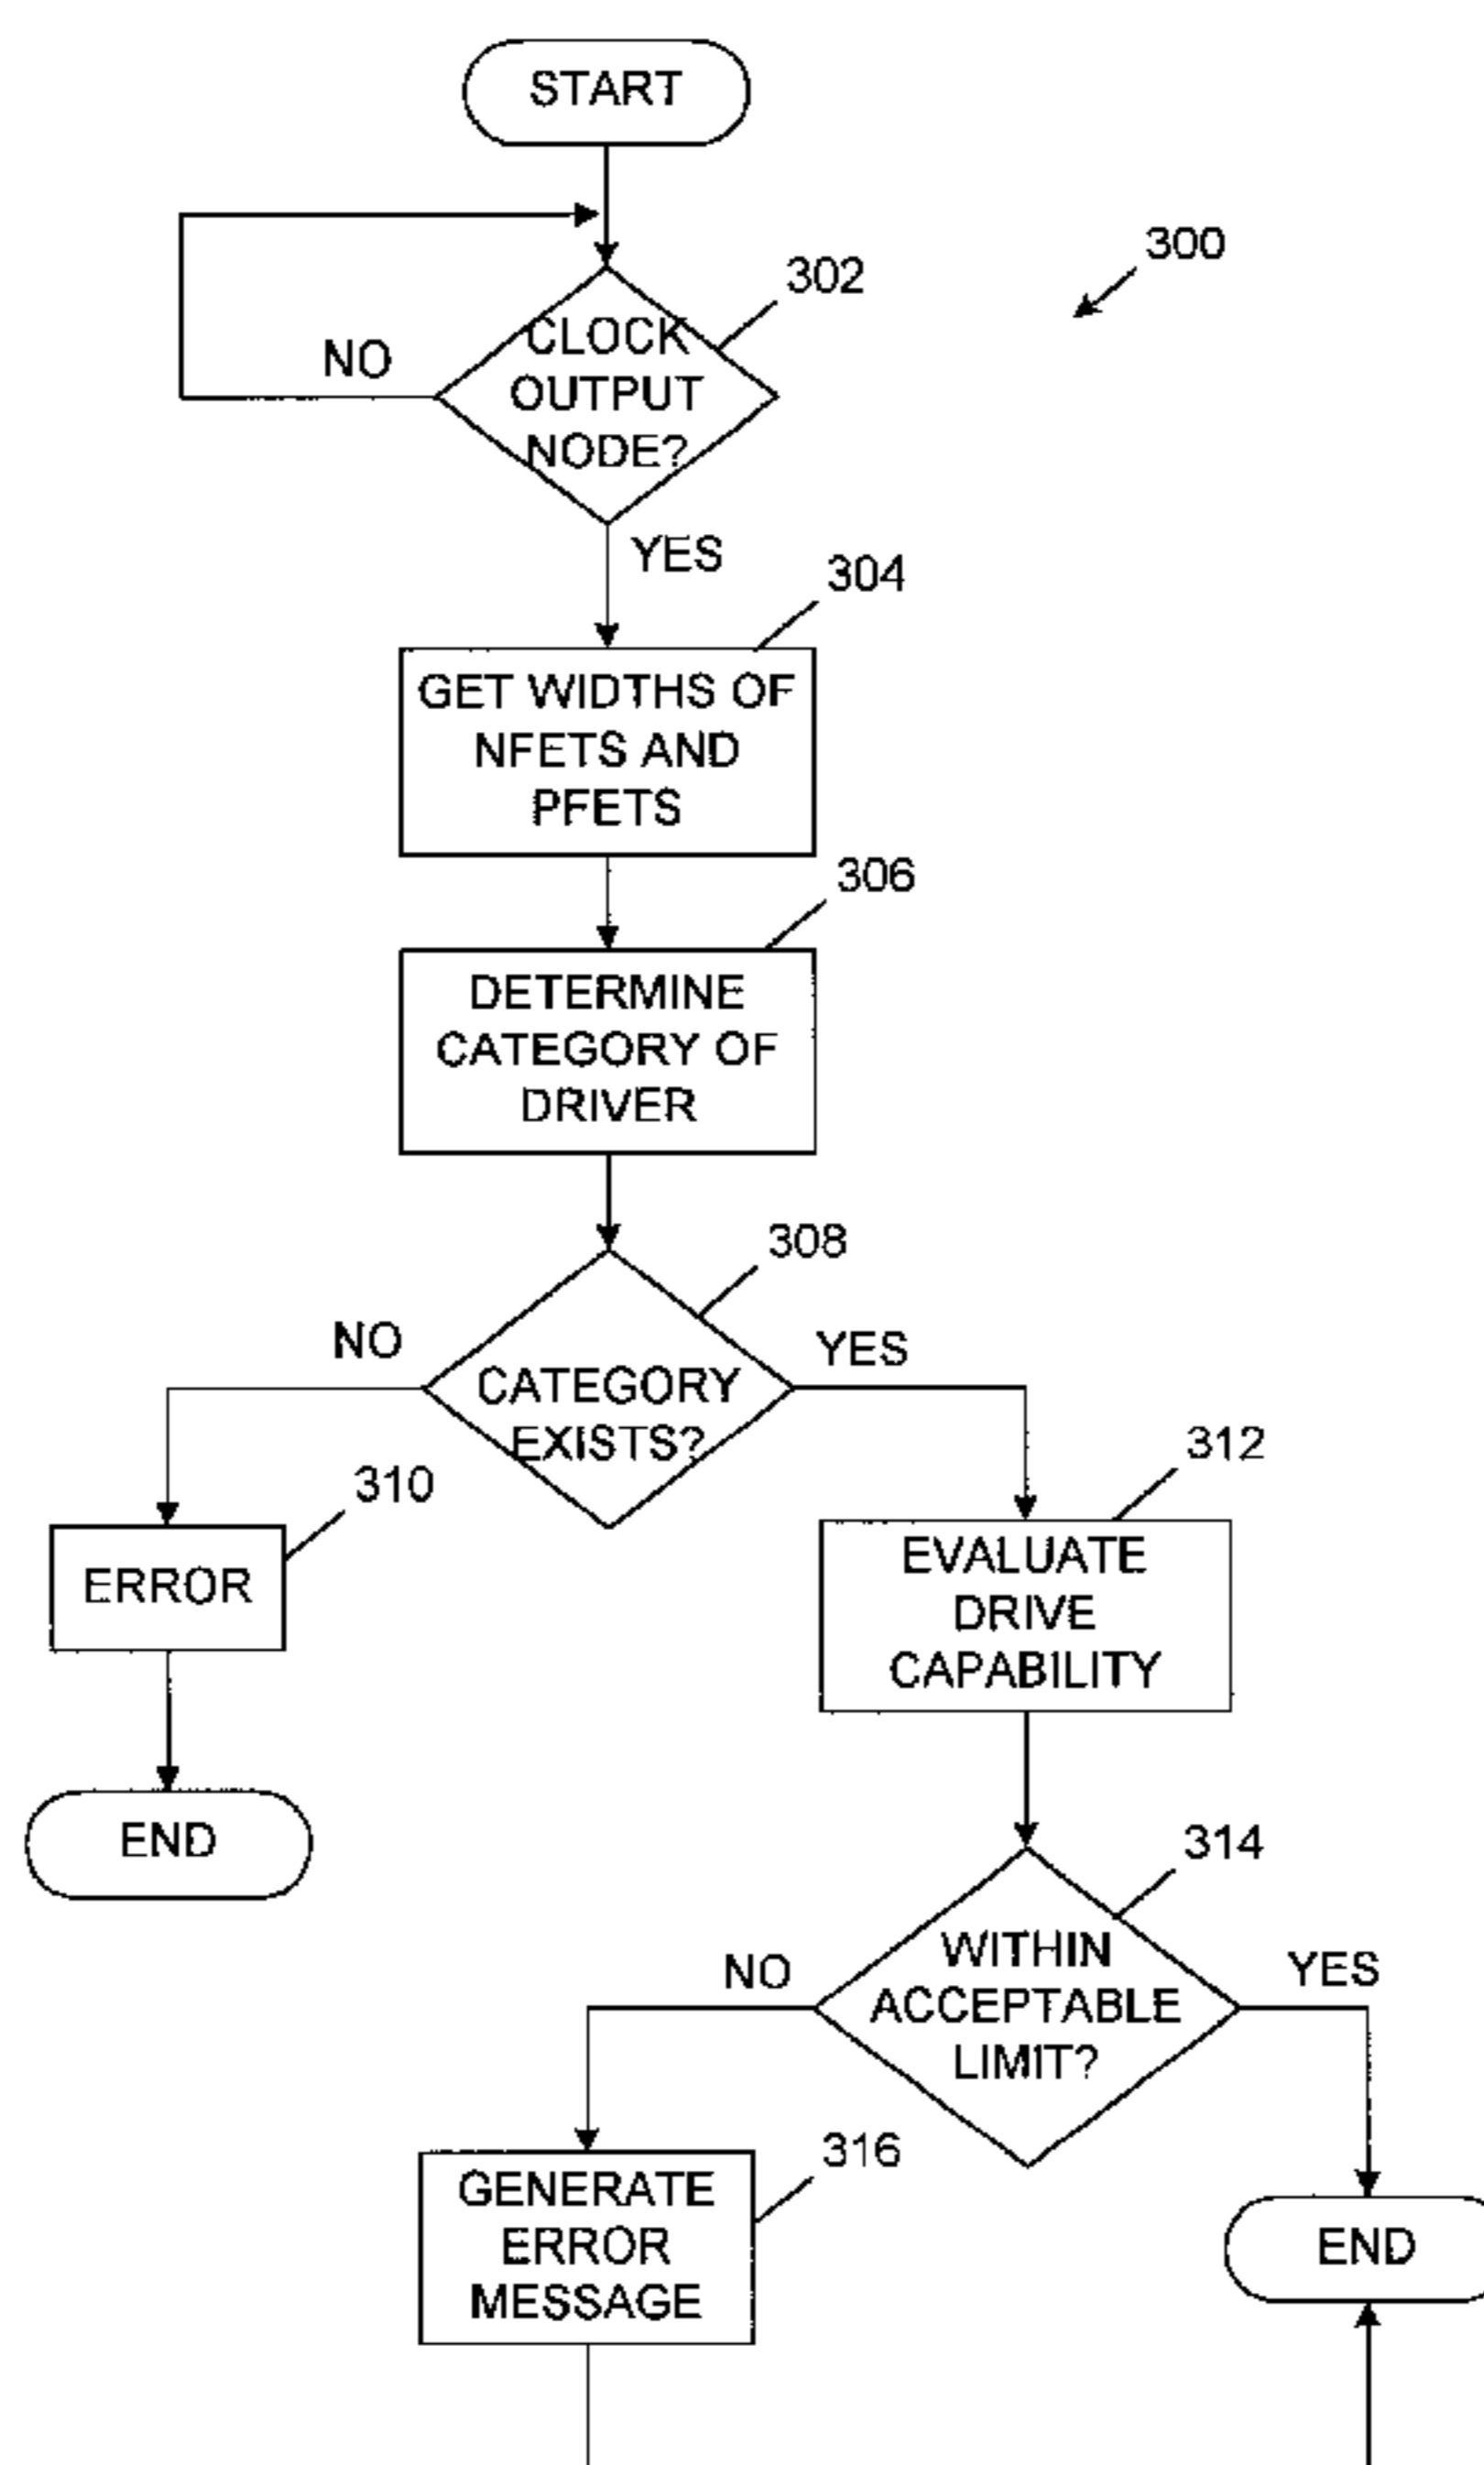 START
300
302
CLOCK
OUTPUT
NODE?
NO
YES
304
GET WIDTHS OF
NFETS AND
PFETS
306
DETERMINE
CATEGORY OF
DRIVER
308
NO
YES
CATEGORY
EXISTS?
310
ERROR
END
312
EVALUATE
DRIVE
CAPABILITY
314
NO
YES
WITHIN
ACCEPTABLE
LIMIT?
316
GENERATE
ERROR
MESSAGE
END